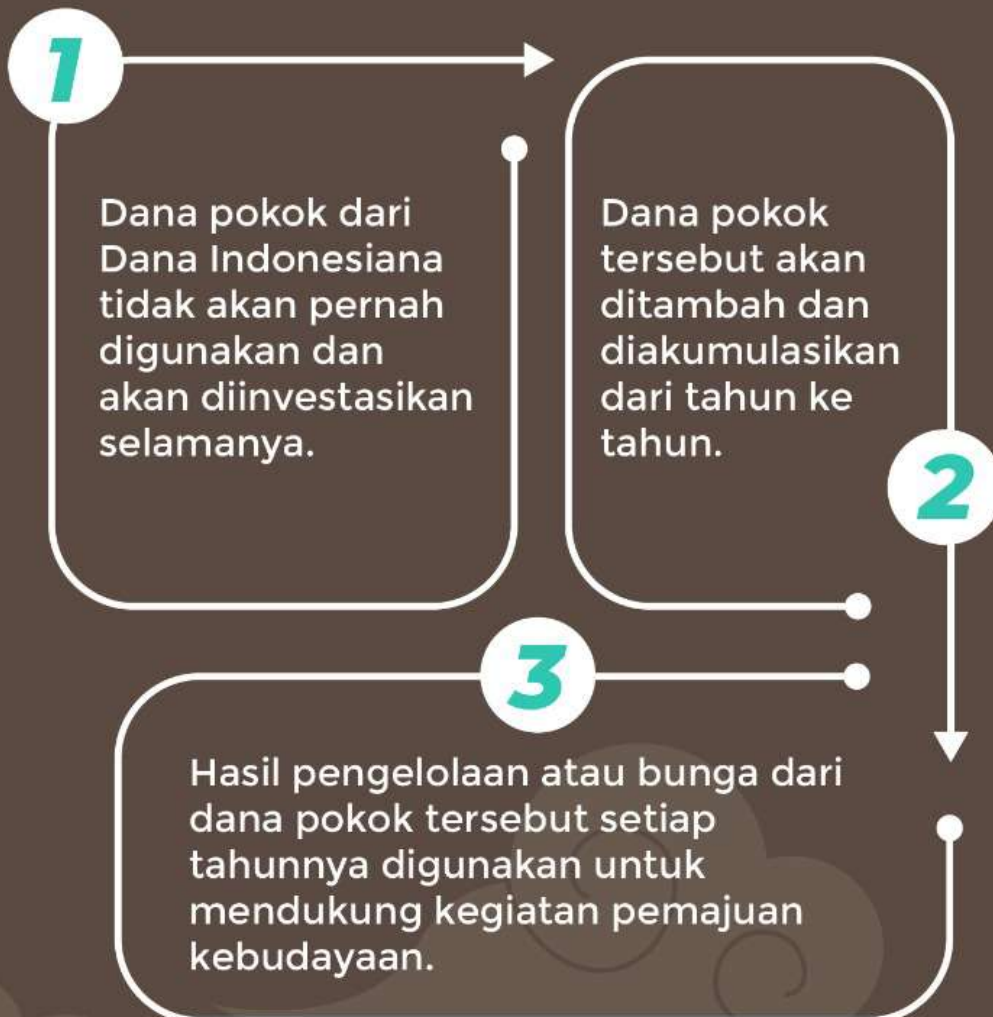 1
Dana pokok dari
Dana Indonesiana
tidak akan pernah
digunakan dan
akan diinvestasikan
selamanya.
Dana pokok
tersebut akan
ditambah dan
diakumulasikan
dari tahun ke
tahun.
2
3
Hasil pengelolaan atau bunga dari
dana pokok tersebut setiap
tahunnya digunakan untuk
mendukung kegiatan pemajuan
kebudayaan.